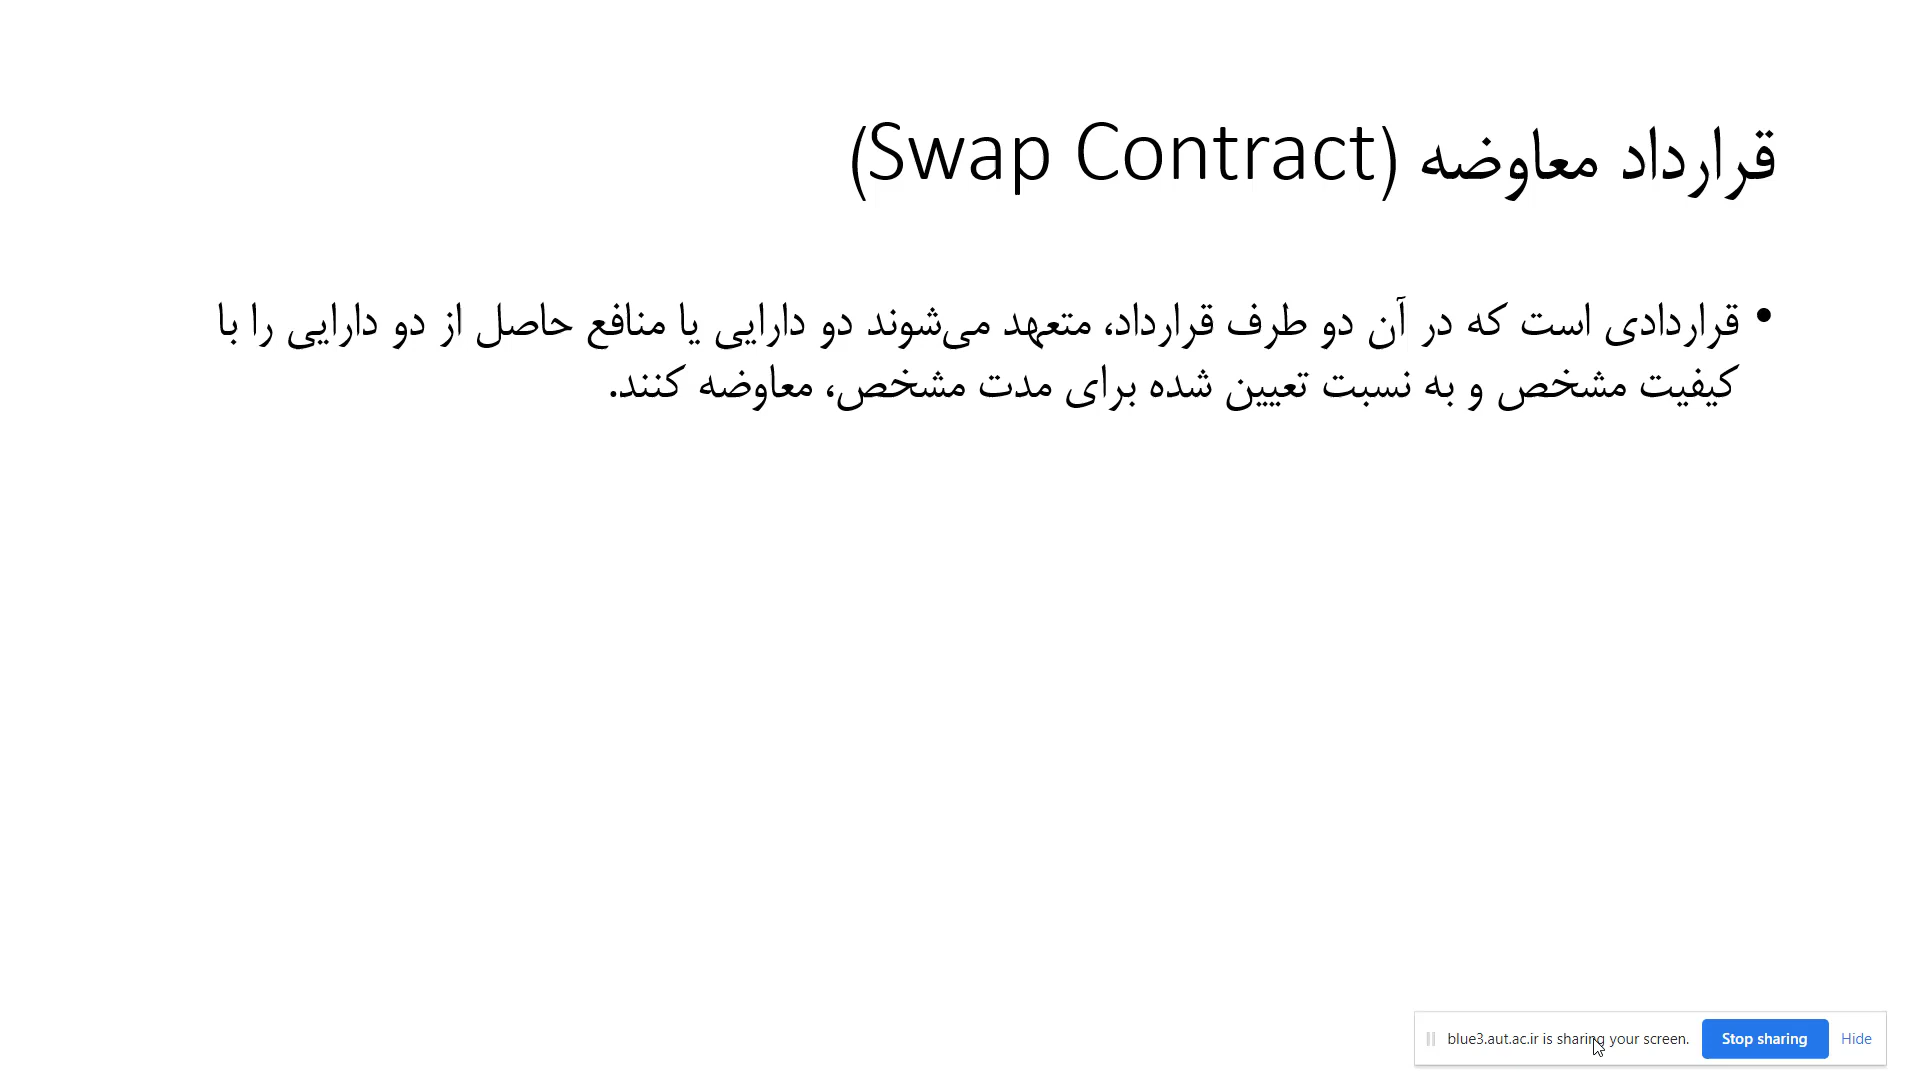 قرارداد معاوضه (Swap Contract)
• قراردادی است که در آن دو طرف قرارداد، متعهد می‌شوند دو دارایی یا منافع حاصل از دو دارایی را با
کیفیت مشخص و به نسبت تعیین شده برای مدت مشخص، معاوضه کنند.
blue3.aut.ac.ir is sharing your screen. Stop sharing Hide